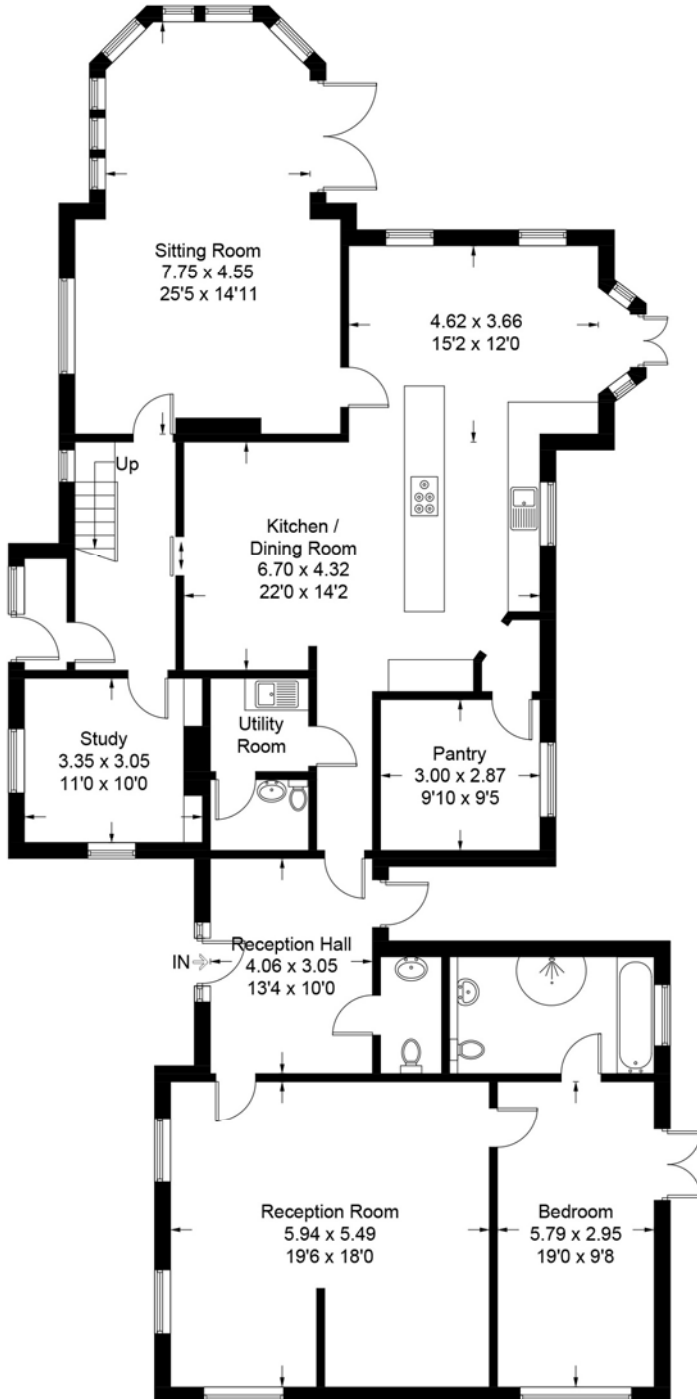 Sitting Room
7.75 x 4.55
25'5 x 14'11
4.62 x 3.66
15'2 x 12'0
Up
Kitchen /
Dining Room
6.70 x 4.32
22'0 x 14'2
Study
3.35 x 3.05
11'0 x 10'0
Utility
Room
Pantry
3.00 x 2.87
9'10 x 9'5
IN
Reception Hall
4.06 x 3.05
13'4 x 10'0
Reception Room
5.94 x 5.49
19'6 x 18'0
Bedroom
5.79 x 2.95
19'0 x 9'8